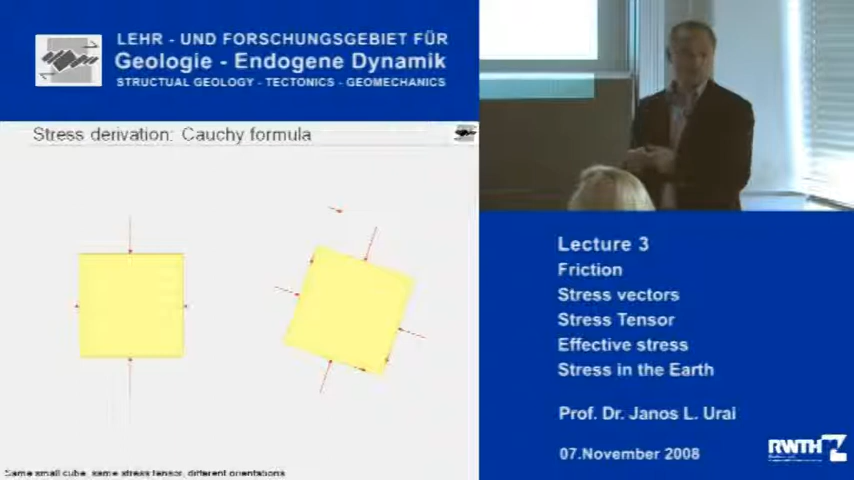 LEHR - UND FORSCHUNGSGEBIET FÜR
Geologie - Endogene Dynamik
STRUCTUAL GEOLOGY - TECTONICS - GEOMECHANICS
Stress derivation: Cauchy formula
Same small cube, same stress tensor, different orientations
Lecture 3
Friction
Stress vectors
Stress Tensor
Effective stress
Stress in the Earth
Prof. Dr. Janos L. Urai
07.November 2008
RWTH